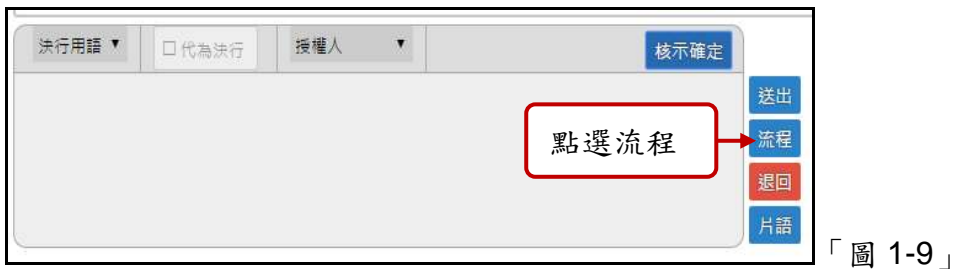 決行用語 ▼ □ 代為決行 授權人 ▼ 核示確定
送出
點選流程 流程
退回
片語
「圖 1-9」